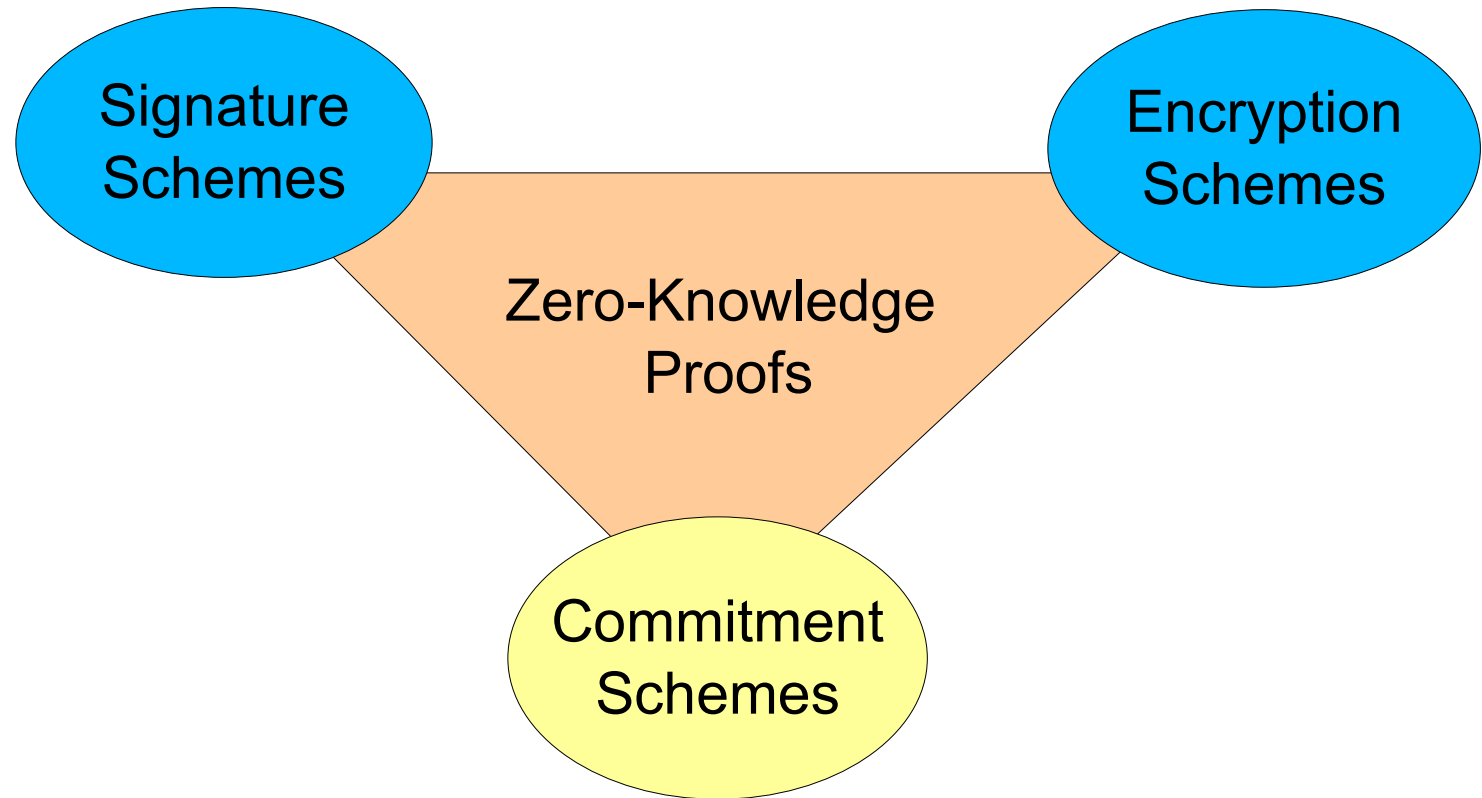 Signature
Schemes
Encryption
Schemes
Zero-Knowledge
Proofs
Commitment
Schemes